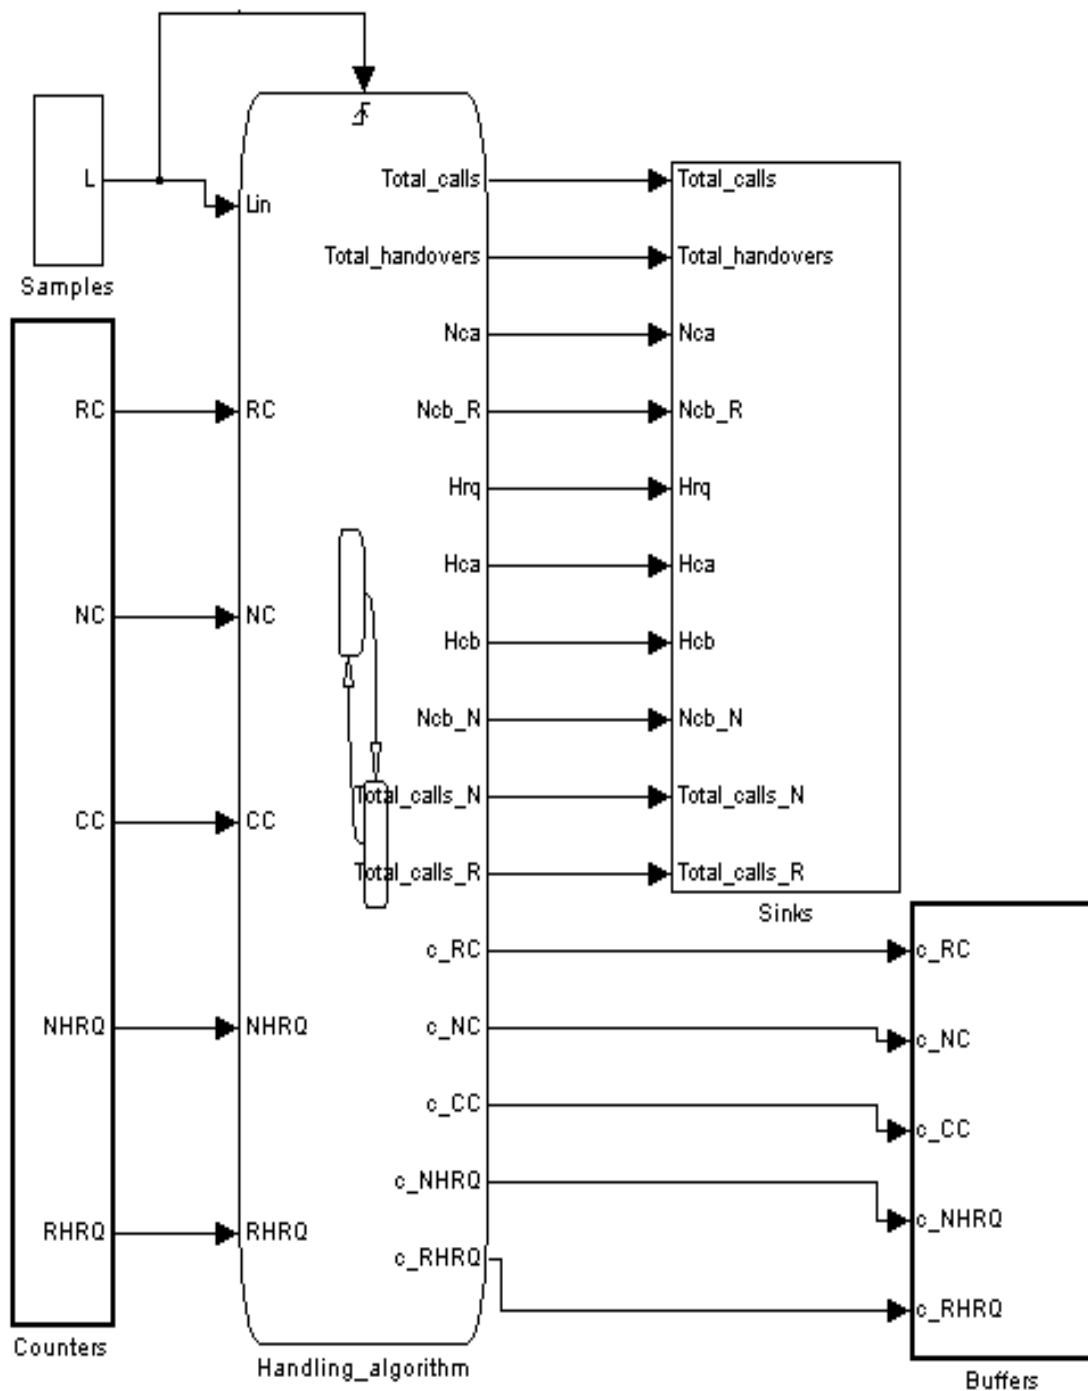 L
Samples
Lin
RC
NC
CC
NHRQ
RHRQ
Counters
RC
NC
CC
NHRQ
RHRQ
Total_calls
Total_handovers
Nca
Ncb_R
Hrq
Hca
Hcb
Ncb_N
Total_calls_N
Total_calls_R
c_RC
c_NC
c_CC
c_NHRQ
c_RHRQ
Handling_algorithm
Total_calls
Total_handovers
Nca
Ncb_R
Hrq
Hca
Hcb
Ncb_N
Total_calls_N
Total_calls_R
Sinks
c_RC
c_NC
c_CC
c_NHRQ
c_RHRQ
Buffers